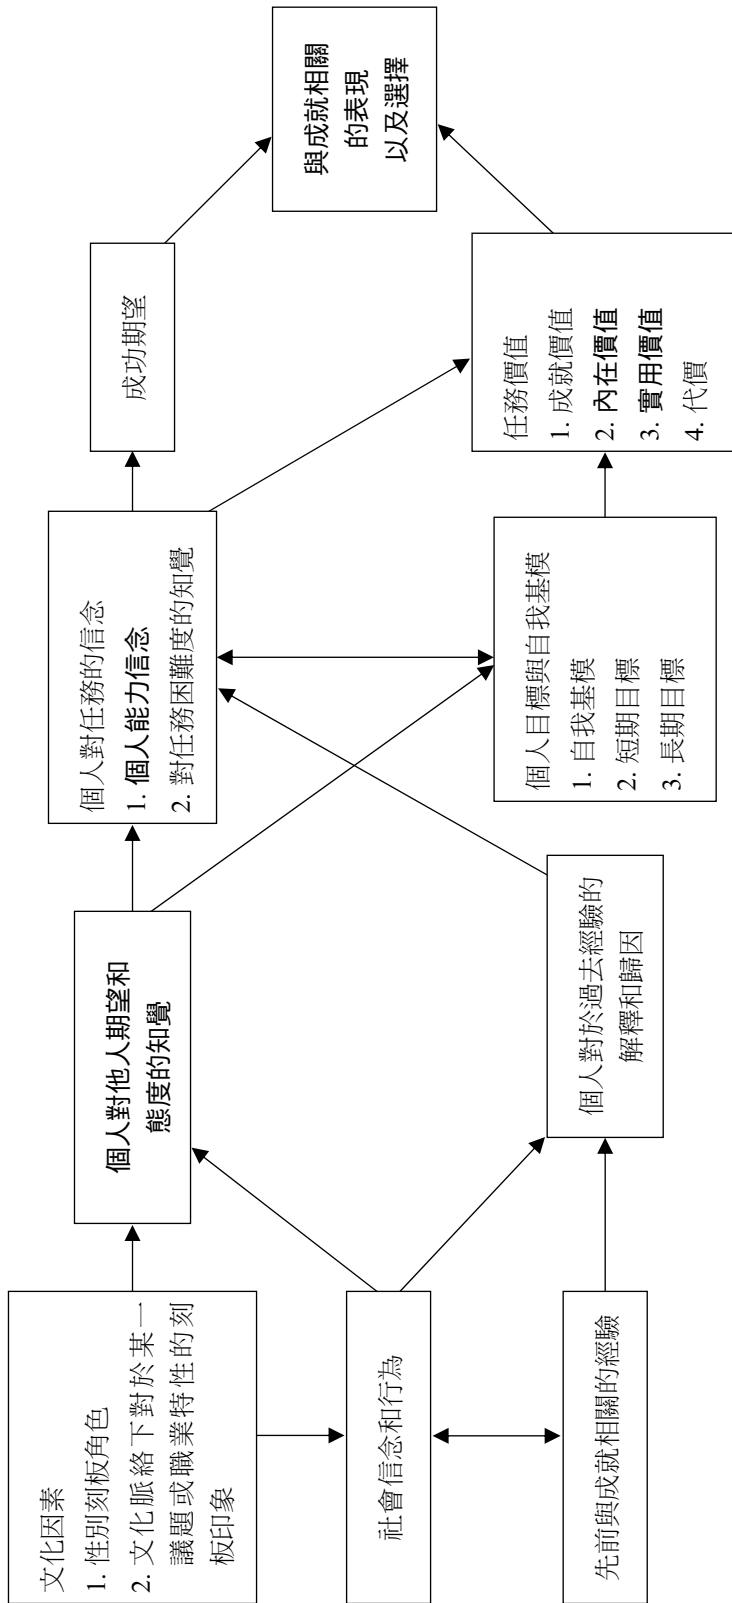 文化因素
1. 性別刻板角色
2. 文化脈絡下對於某一
議題或職業特性的刻
板印象
社會信念和行為
先前與成就相關的經驗
個人對他人期望和
態度的知覺
個人對於過去經驗的
解釋和歸因
個人對任務的信念
1. 個人能力信念
2. 對任務困難度的知覺
個人目標與自我基模
1. 自我基模
2. 短期目標
3. 長期目標
成功期望
任務價值
1. 成就價值
2. 內在價值
3. 實用價值
4. 代價
與成就相關
的表現
以及選擇